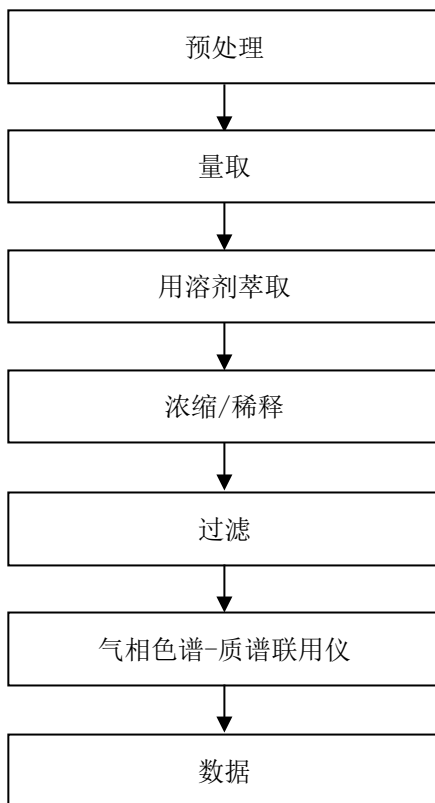 预处理
量取
用溶剂萃取
浓缩/稀释
过滤
气相色谱-质谱联用仪
数据